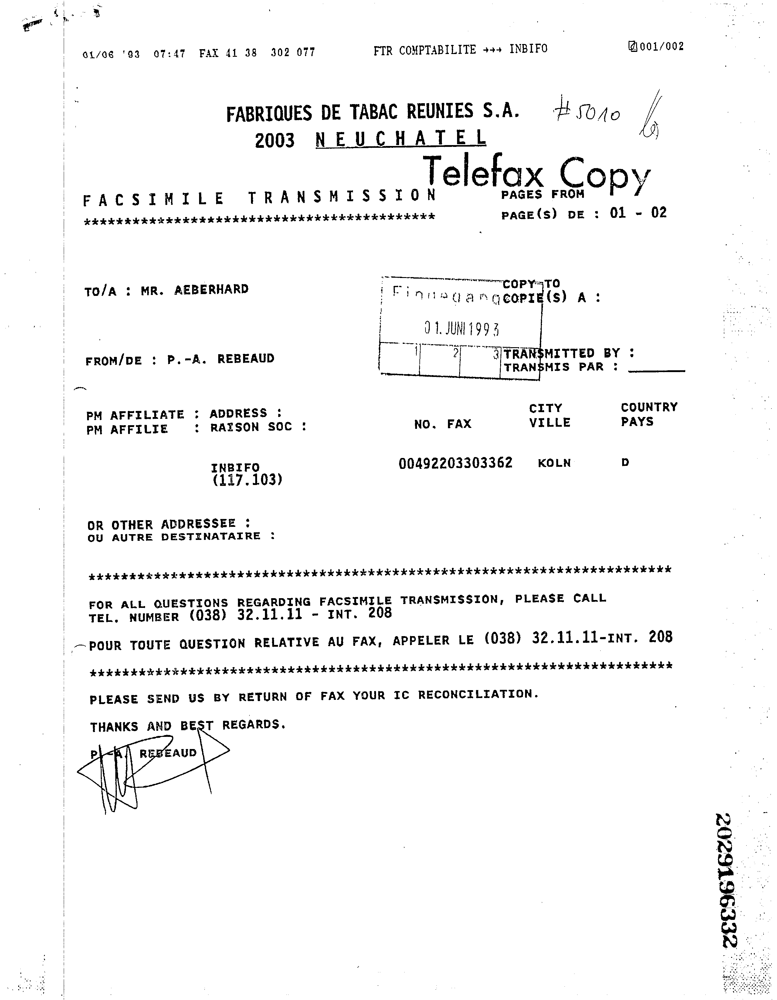 01/06 '93 07:47 FAX 41 38 302 077 FTR COMPTABILITE →→→ INBIFO 001/002
FABRIQUES DE TABAC REUNIES S.A. #5010
2003 NEUCHATEL
Telefax Copy
FACSIMILE TRANSMISSION PAGES FROM
******************************************* PAGE(S) DE : 01 - 02
COPY TO
TO/A : MR. AEBERHARD COPIE(S) A :
01. JUNI 1993
1 2 3 TRANSMITTED BY :
FROM/DE : P.-A. REBEAUD TRANSMIS PAR : ______
PM AFFILIATE : ADDRESS : CITY COUNTRY
PM AFFILIE : RAISON SOC : NO. FAX VILLE PAYS
INBIFO 00492203303362 KOLN D
(117.103)
OR OTHER ADDRESSEE :
OU AUTRE DESTINATAIRE :
***********************************************************************
FOR ALL QUESTIONS REGARDING FACSIMILE TRANSMISSION, PLEASE CALL
TEL. NUMBER (038) 32.11.11 - INT. 208
POUR TOUTE QUESTION RELATIVE AU FAX, APPELER LE (038) 32.11.11-INT. 208
***********************************************************************
PLEASE SEND US BY RETURN OF FAX YOUR IC RECONCILIATION.
THANKS AND BEST REGARDS.
P.-A. REBEAUD
2029196332